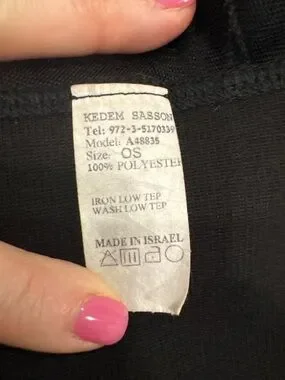 KEDEM SASSON
Tel: 972-3-5170339
Model: A48835
Size: OS
100% POLYESTER
IRON LOW TEP
WASH LOW TEP
MADE IN ISRAEL